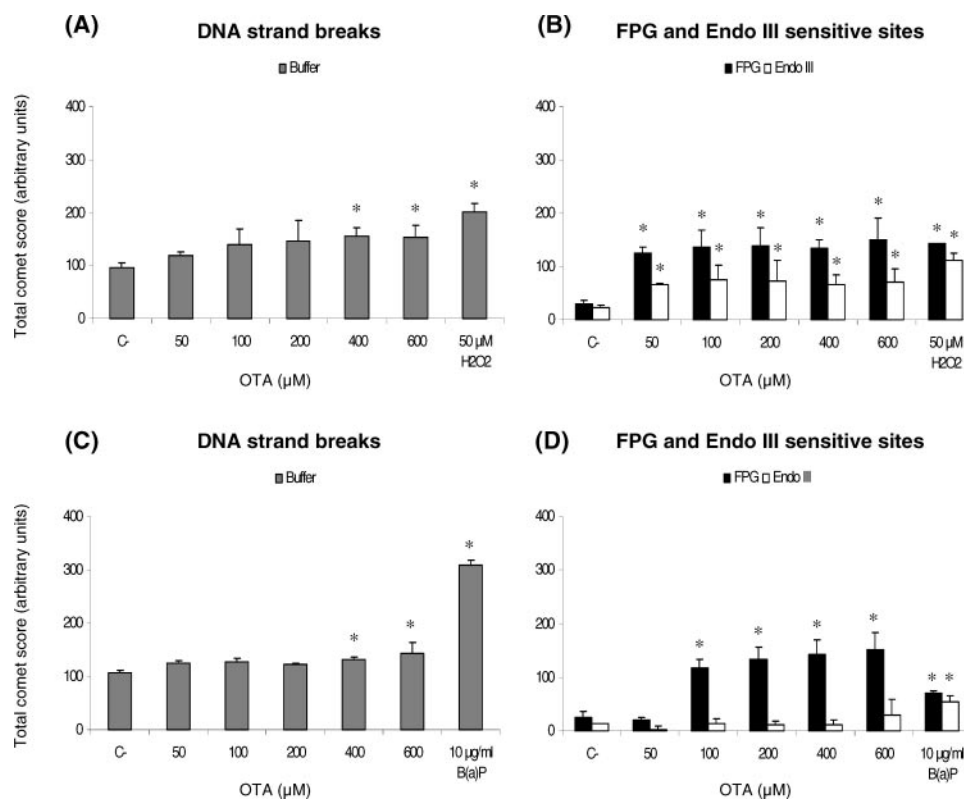 (A)
DNA strand breaks
Buffer
Total comet score (arbitrary units)
400
300
200
100
0
* * *
C- 50 100 200 400 600 50 µM
H2O2
OTA (µM)
(B)
FPG and Endo III sensitive sites
FPG Endo III
400
300
200
100
0
* * * * * * * * * * * *
C- 50 100 200 400 600 50 µM
H2O2
OTA (µM)
(C)
DNA strand breaks
Buffer
Total comet score (arbitrary units)
400
300
200
100
0
* * *
C- 50 100 200 400 600 10 µg/ml
B(a)P
OTA (µM)
(D)
FPG and Endo III sensitive sites
FPG Endo III
400
300
200
100
0
* * * * * *
C- 50 100 200 400 600 10 µg/ml
B(a)P
OTA (µM)